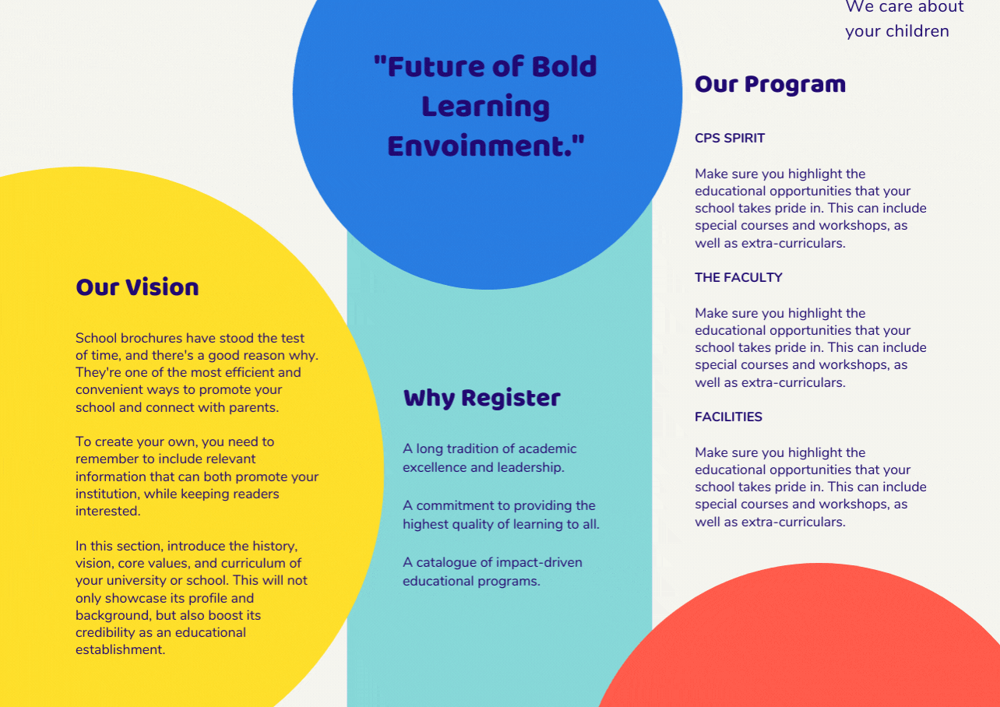 We care about
your children
"Future of Bold
Learning
Envoinment."
Our Vision
School brochures have stood the test
of time, and there's a good reason why.
They're one of the most efficient and
convenient ways to promote your
school and connect with parents.
To create your own, you need to
remember to include relevant
information that can both promote your
institution, while keeping readers
interested.
In this section, introduce the history,
vision, core values, and curriculum of
your university or school. This will not
only showcase its profile and
background, but also boost its
credibility as an educational
establishment.
Why Register
A long tradition of academic
excellence and leadership.
A commitment to providing the
highest quality of learning to all.
A catalogue of impact-driven
educational programs.
Our Program
CPS SPIRIT
Make sure you highlight the
educational opportunities that your
school takes pride in. This can include
special courses and workshops, as
well as extra-curriculars.
THE FACULTY
Make sure you highlight the
educational opportunities that your
school takes pride in. This can include
special courses and workshops, as
well as extra-curriculars.
FACILITIES
Make sure you highlight the
educational opportunities that your
school takes pride in. This can include
special courses and workshops, as
well as extra-curriculars.